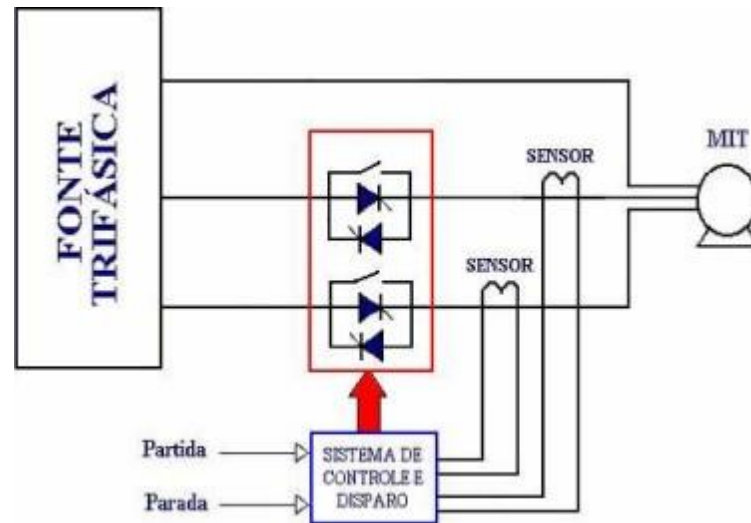 FONTE
TRIFÁSICA
MIT
SENSOR
SENSOR
Partida
Parada
SISTEMA DE
CONTROLE E
DISPARO